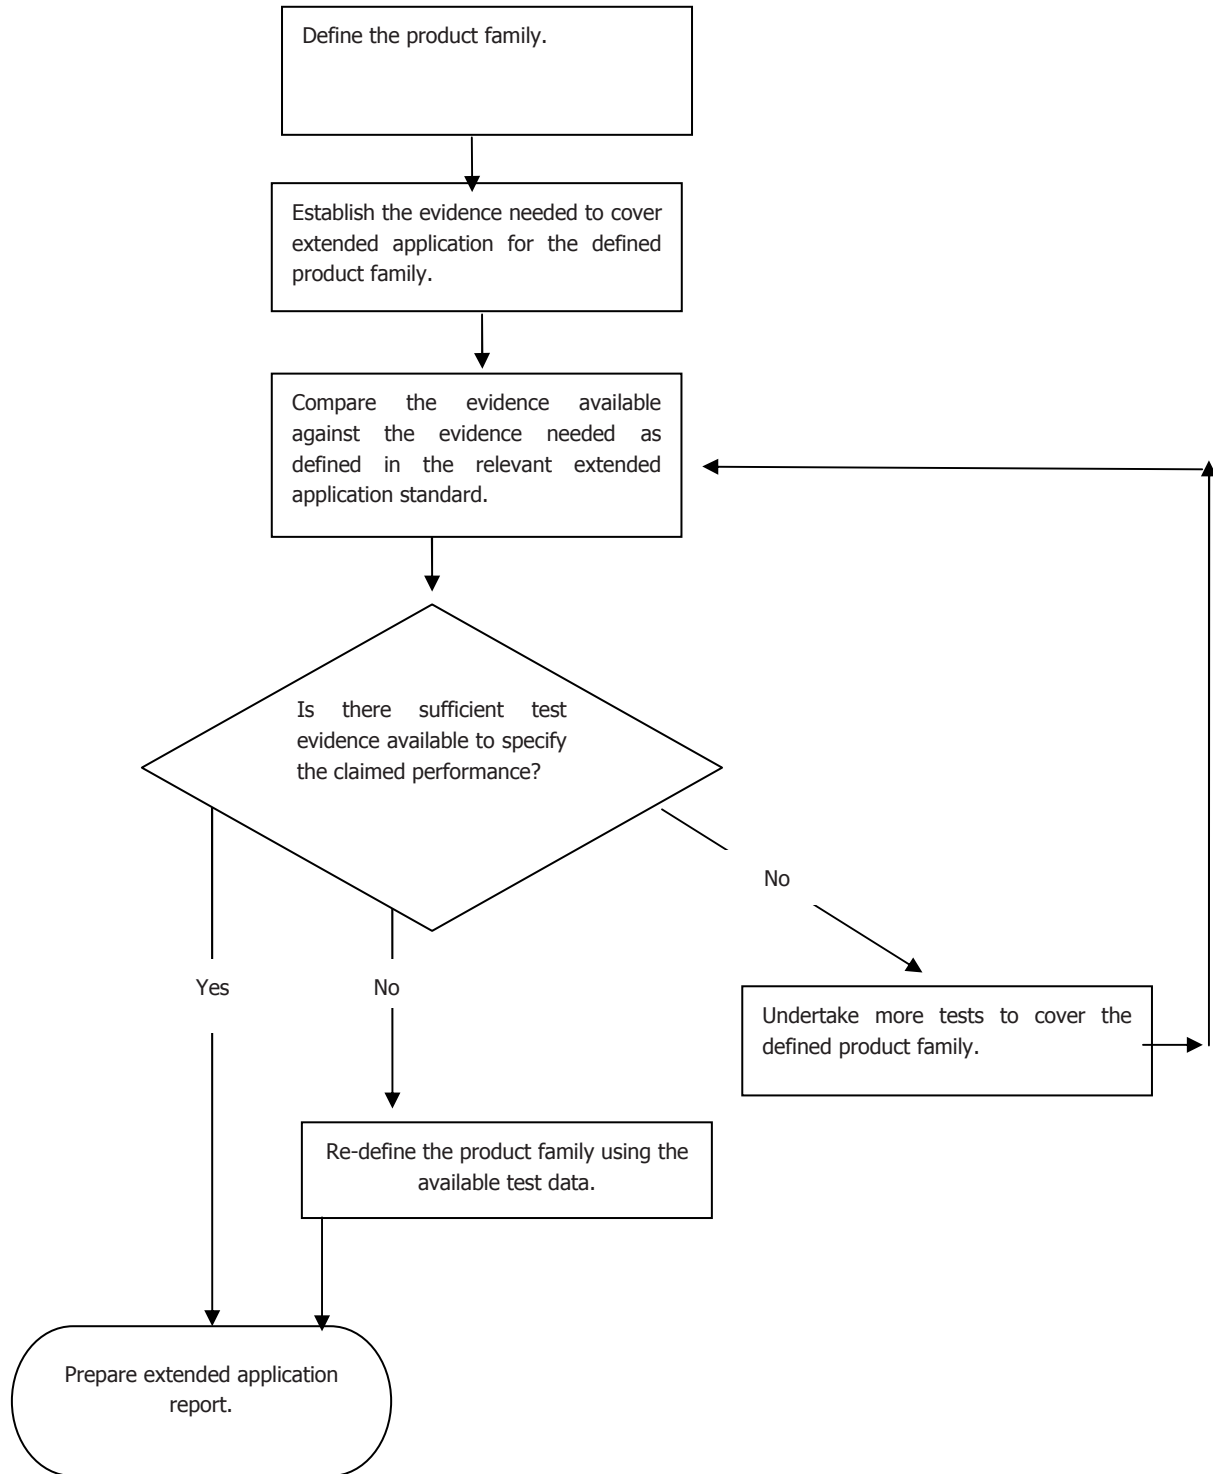 Define the product family.
Establish the evidence needed to cover
extended application for the defined
product family.
Compare the evidence available
against the evidence needed as
defined in the relevant extended
application standard.
Is there sufficient test
evidence available to specify
the claimed performance?
No
Yes
No
Undertake more tests to cover the
defined product family.
Re-define the product family using the
available test data.
Prepare extended application
report.